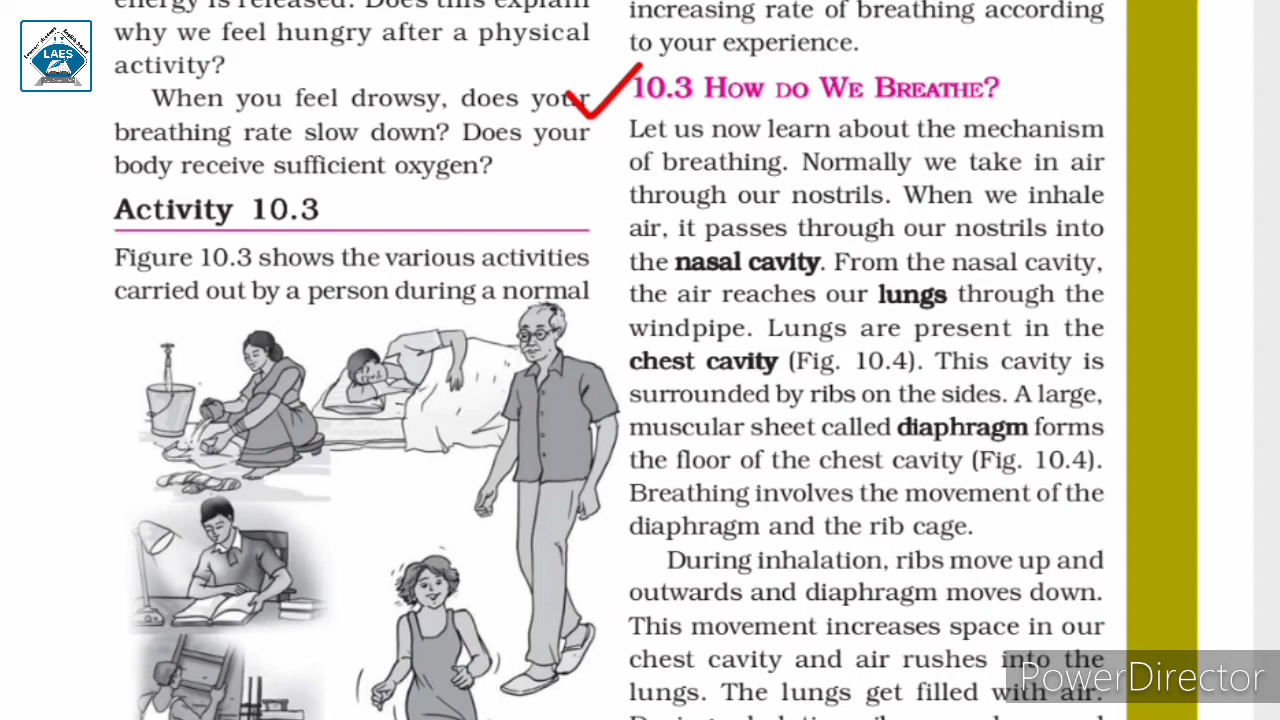 LAES
energy is released. Does this explain
why we feel hungry after a physical
activity?
When you feel drowsy, does your
breathing rate slow down? Does your
body receive sufficient oxygen?
Activity 10.3
Figure 10.3 shows the various activities
carried out by a person during a normal
increasing rate of breathing according
to your experience.
10.3 How do We Breathe?
Let us now learn about the mechanism
of breathing. Normally we take in air
through our nostrils. When we inhale
air, it passes through our nostrils into
the nasal cavity. From the nasal cavity,
the air reaches our lungs through the
windpipe. Lungs are present in the
chest cavity (Fig. 10.4). This cavity is
surrounded by ribs on the sides. A large,
muscular sheet called diaphragm forms
the floor of the chest cavity (Fig. 10.4).
Breathing involves the movement of the
diaphragm and the rib cage.
During inhalation, ribs move up and
outwards and diaphragm moves down.
This movement increases space in our
chest cavity and air rushes into the
lungs. The lungs get filled with air.
PowerDirector